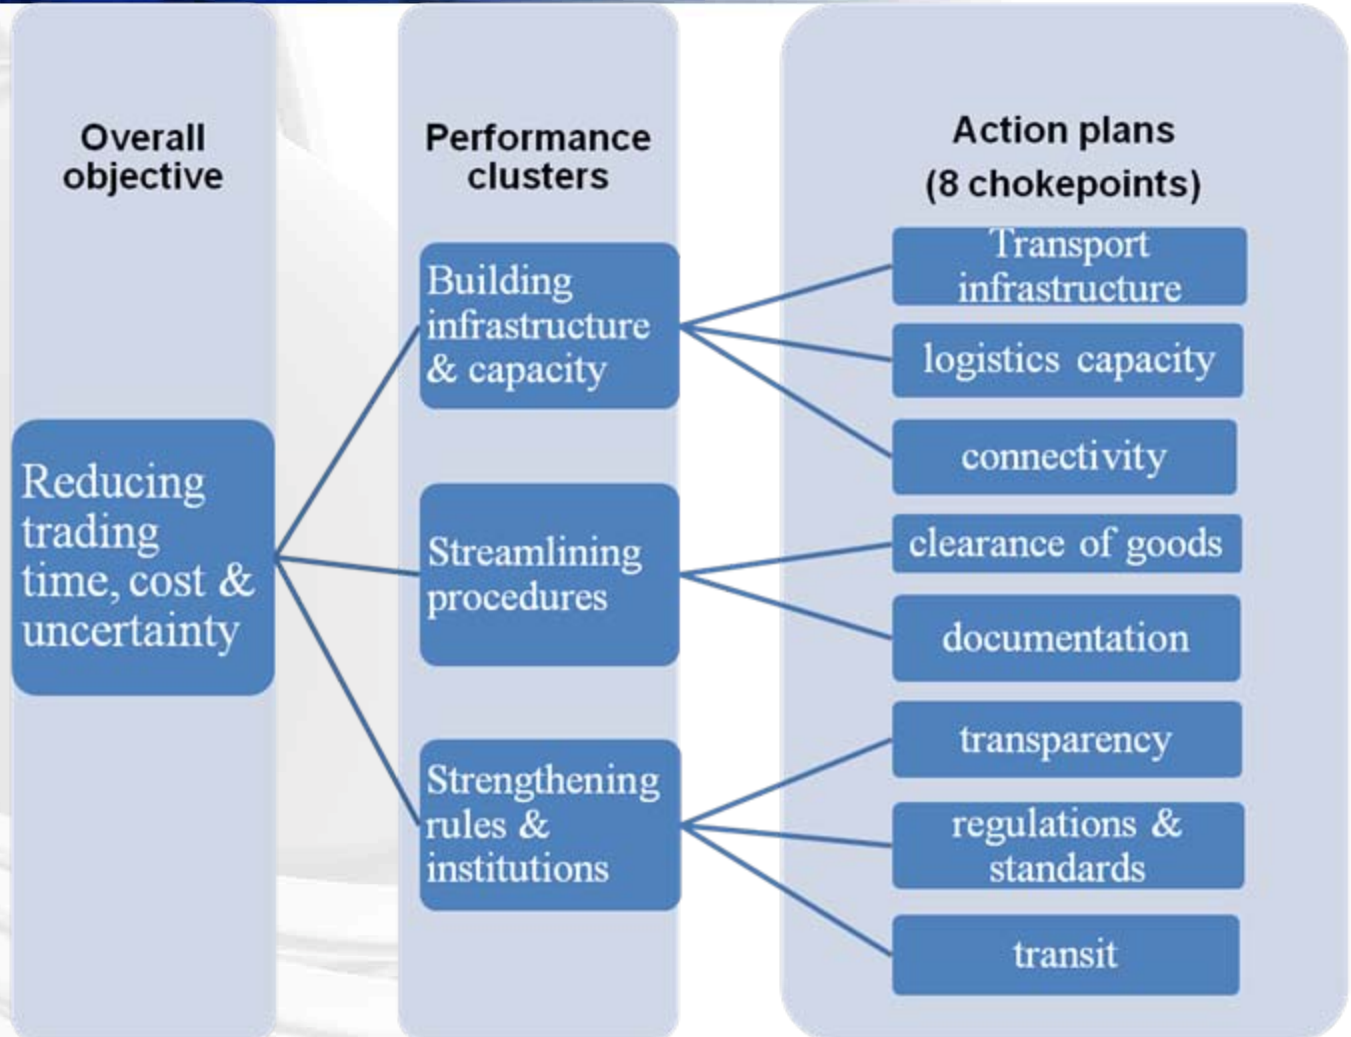 Overall
objective
Reducing
trading
time, cost &
uncertainty
Performance
clusters
Building
infrastructure
& capacity
Streamlining
procedures
Strengthening
rules &
institutions
Action plans
(8 chokepoints)
Transport
infrastructure
logistics capacity
connectivity
clearance of goods
documentation
transparency
regulations &
standards
transit